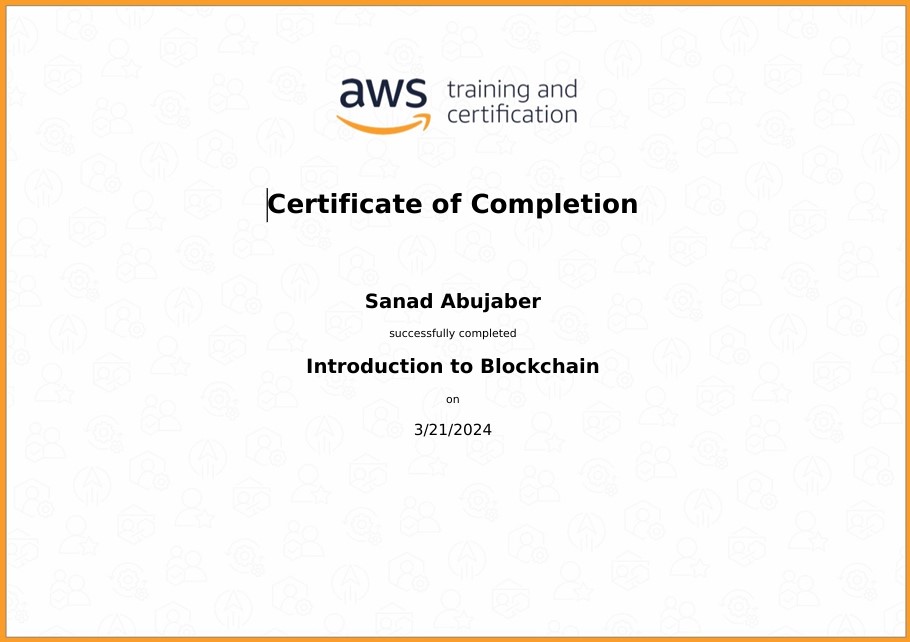 aws training and
certification
Certificate of Completion
Sanad Abujaber
successfully completed
Introduction to Blockchain
on
3/21/2024